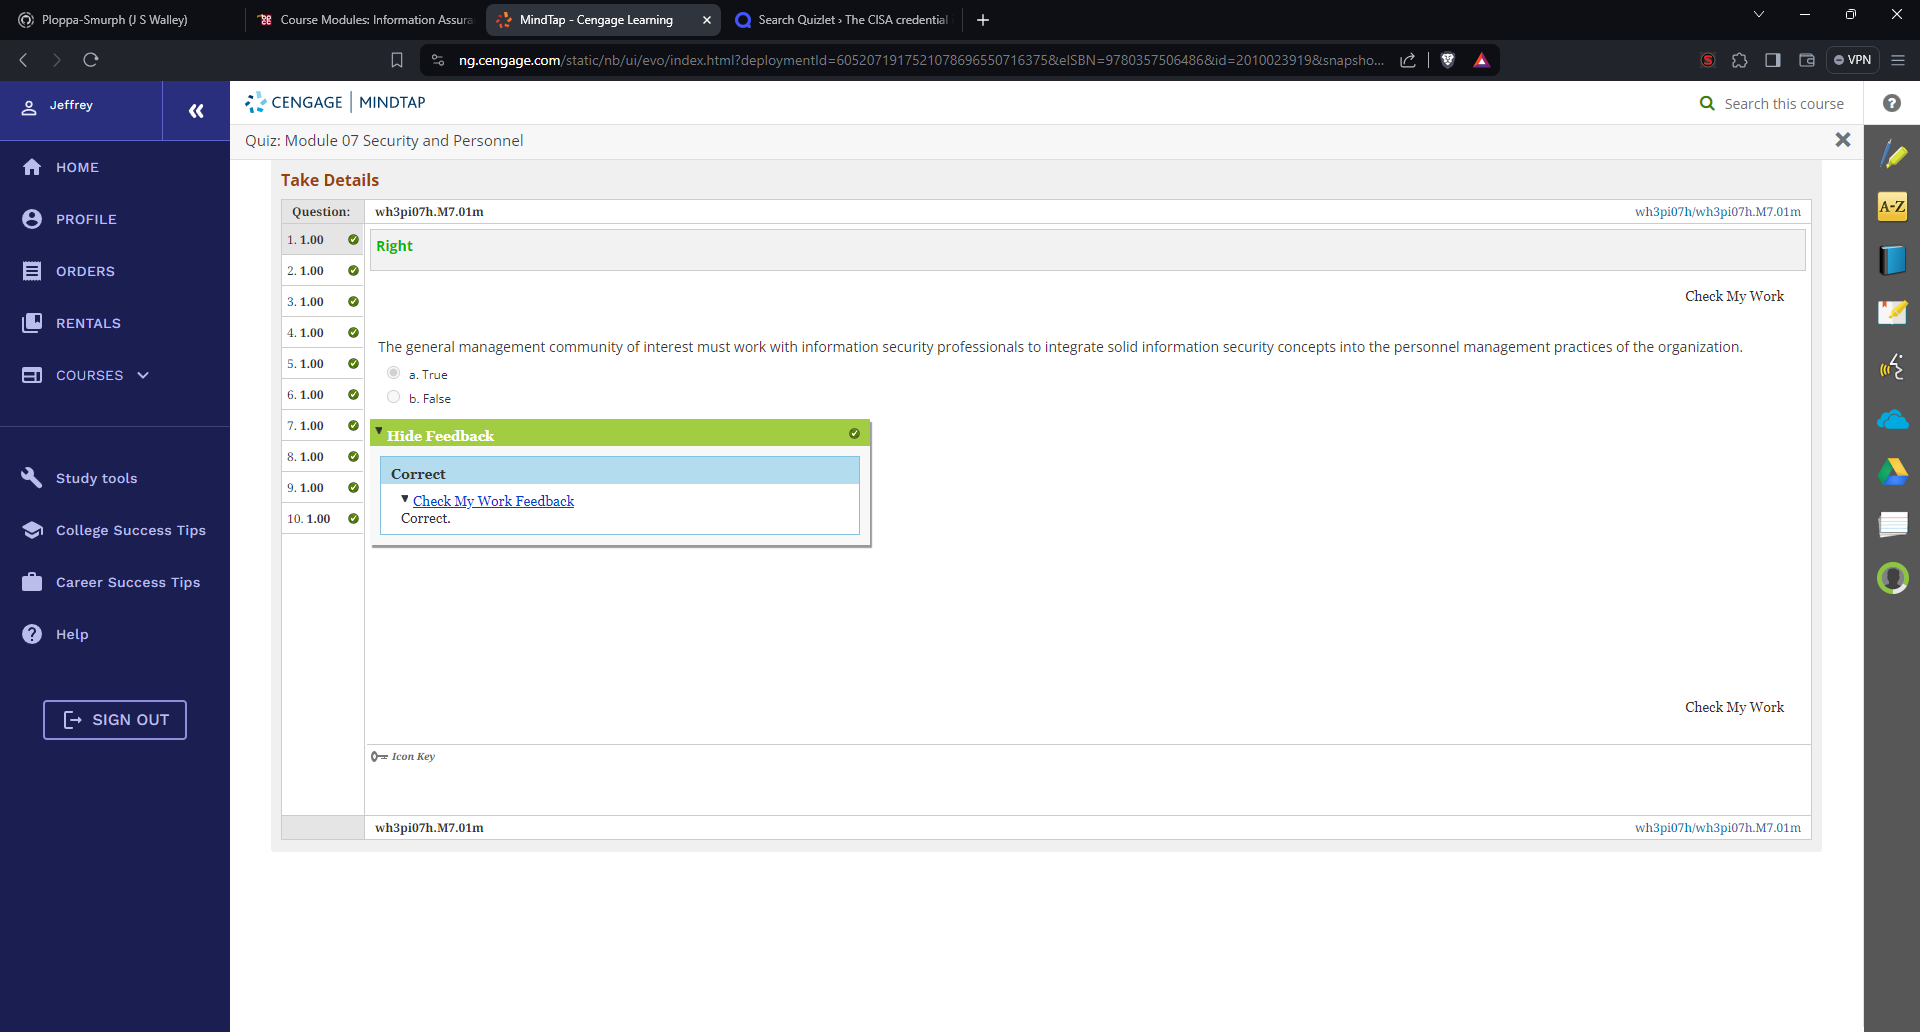 Ploppa-Smurph (J S Walley)
Course Modules: Information Assura
MindTap - Cengage Learning
Search Quizlet › The CISA credential
ng.cengage.com/static/nb/ui/evo/index.html?deploymentId=6052071917521078696550716375&eISBN=9780357506486&id=2010023919&snapsho...
VPN
Jeffrey
«
HOME
PROFILE
ORDERS
RENTALS
COURSES
Study tools
College Success Tips
Career Success Tips
Help
SIGN OUT
CENGAGE | MINDTAP
Search this course
Quiz: Module 07 Security and Personnel
Take Details
Question:
wh3pi07h.M7.01m
wh3pi07h/wh3pi07h.M7.01m
1. 1.00
2. 1.00
3. 1.00
4. 1.00
5. 1.00
6. 1.00
7. 1.00
8. 1.00
9. 1.00
10. 1.00
Right
Check My Work
The general management community of interest must work with information security professionals to integrate solid information security concepts into the personnel management practices of the organization.
a. True
b. False
Hide Feedback
Correct
Check My Work Feedback
Correct.
Check My Work
Icon Key
wh3pi07h.M7.01m
wh3pi07h/wh3pi07h.M7.01m
A-Z